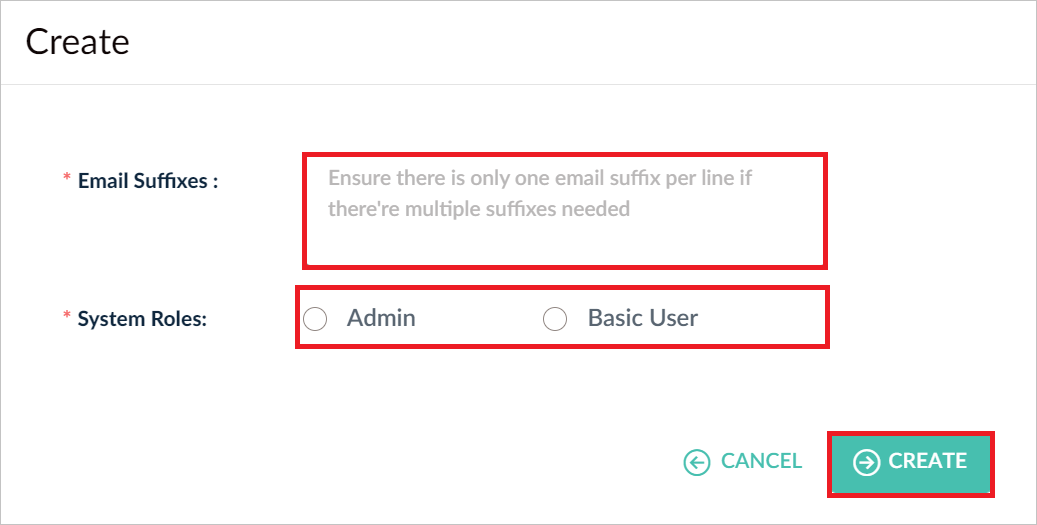 Create
* Email Suffixes :
Ensure there is only one email suffix per line if
there're multiple suffixes needed
* System Roles:
Admin
Basic User
CANCEL
CREATE